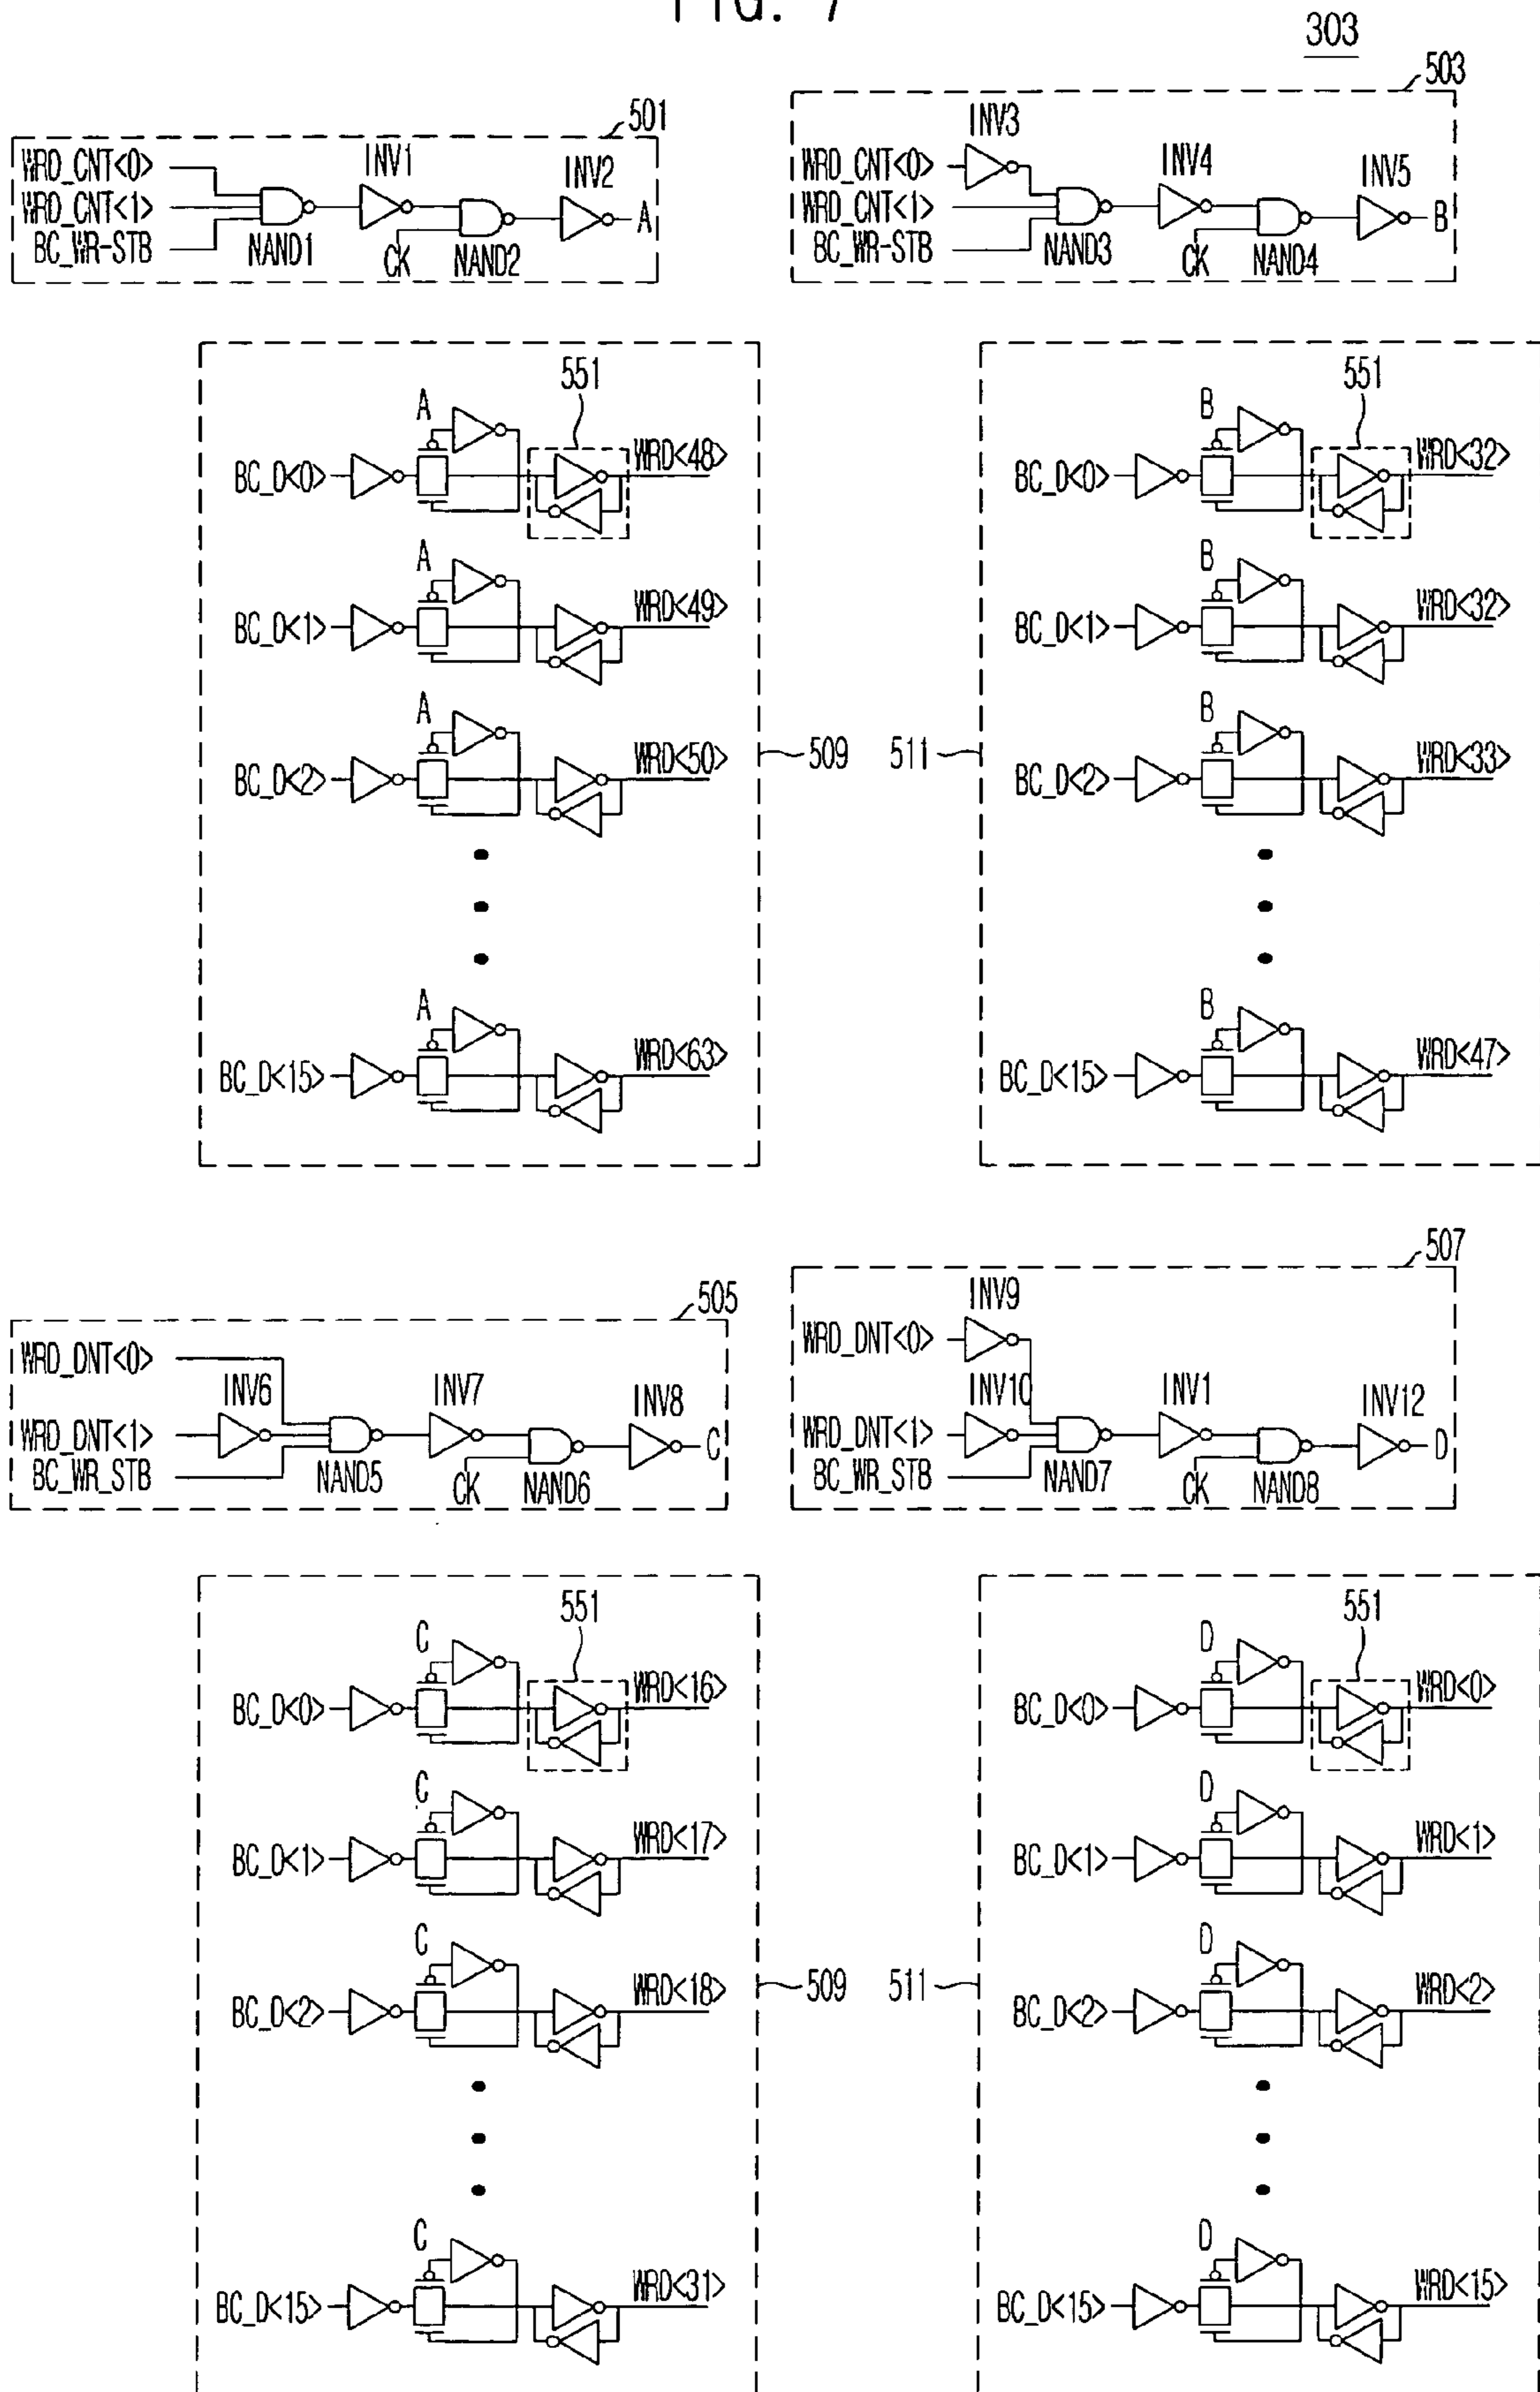 FIG. 7
303
501
WRD_CNT<0>
WRD_CNT<1>
BC_WR-STB
NAND1
INV1
CK
NAND2
INV2
A
503
INV3
WRD_CNT<0>
WRD_CNT<1>
BC_WR-STB
NAND3
INV4
CK
NAND4
INV5
B
551
A
BC_D<0>
WRD<48>
A
BC_D<1>
WRD<49>
A
BC_D<2>
WRD<50>
509
A
BC_D<15>
WRD<63>
551
B
BC_D<0>
WRD<32>
B
BC_D<1>
WRD<32>
B
BC_D<2>
WRD<33>
511
B
BC_D<15>
WRD<47>
505
WRD_DNT<0>
INV6
WRD_DNT<1>
BC_WR_STB
NAND5
INV7
CK
NAND6
INV8
C
507
INV9
WRD_DNT<0>
INV10
WRD_DNT<1>
BC_WR_STB
NAND7
INV1
CK
NAND8
INV12
D
551
C
BC_D<0>
WRD<16>
C
BC_D<1>
WRD<17>
C
BC_D<2>
WRD<18>
509
C
BC_D<15>
WRD<31>
551
D
BC_D<0>
WRD<0>
D
BC_D<1>
WRD<1>
D
BC_D<2>
WRD<2>
511
D
BC_D<15>
WRD<15>